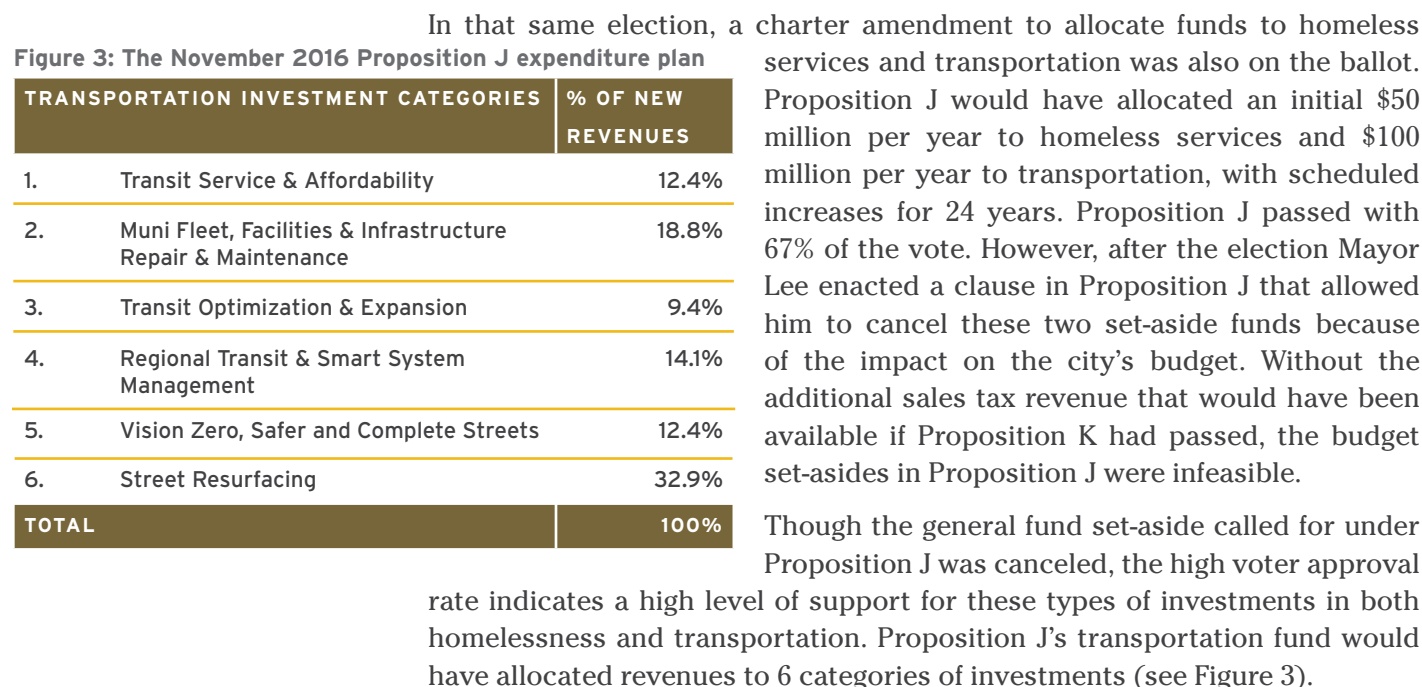 In that same election, a charter amendment to allocate funds to homeless
services and transportation was also on the ballot.
Proposition J would have allocated an initial $50
million per year to homeless services and $100
million per year to transportation, with scheduled
increases for 24 years. Proposition J passed with
67% of the vote. However, after the election Mayor
Lee enacted a clause in Proposition J that allowed
him to cancel these two set-aside funds because
of the impact on the city’s budget. Without the
additional sales tax revenue that would have been
available if Proposition K had passed, the budget
set-asides in Proposition J were infeasible.
Figure 3: The November 2016 Proposition J expenditure plan
TRANSPORTATION INVESTMENT CATEGORIES % OF NEW
REVENUES
1. Transit Service & Affordability 12.4%
2. Muni Fleet, Facilities & Infrastructure 18.8%
Repair & Maintenance
3. Transit Optimization & Expansion 9.4%
4. Regional Transit & Smart System 14.1%
Management
5. Vision Zero, Safer and Complete Streets 12.4%
6. Street Resurfacing 32.9%
TOTAL 100%
Though the general fund set-aside called for under
Proposition J was canceled, the high voter approval
rate indicates a high level of support for these types of investments in both
homelessness and transportation. Proposition J’s transportation fund would
have allocated revenues to 6 categories of investments (see Figure 3).